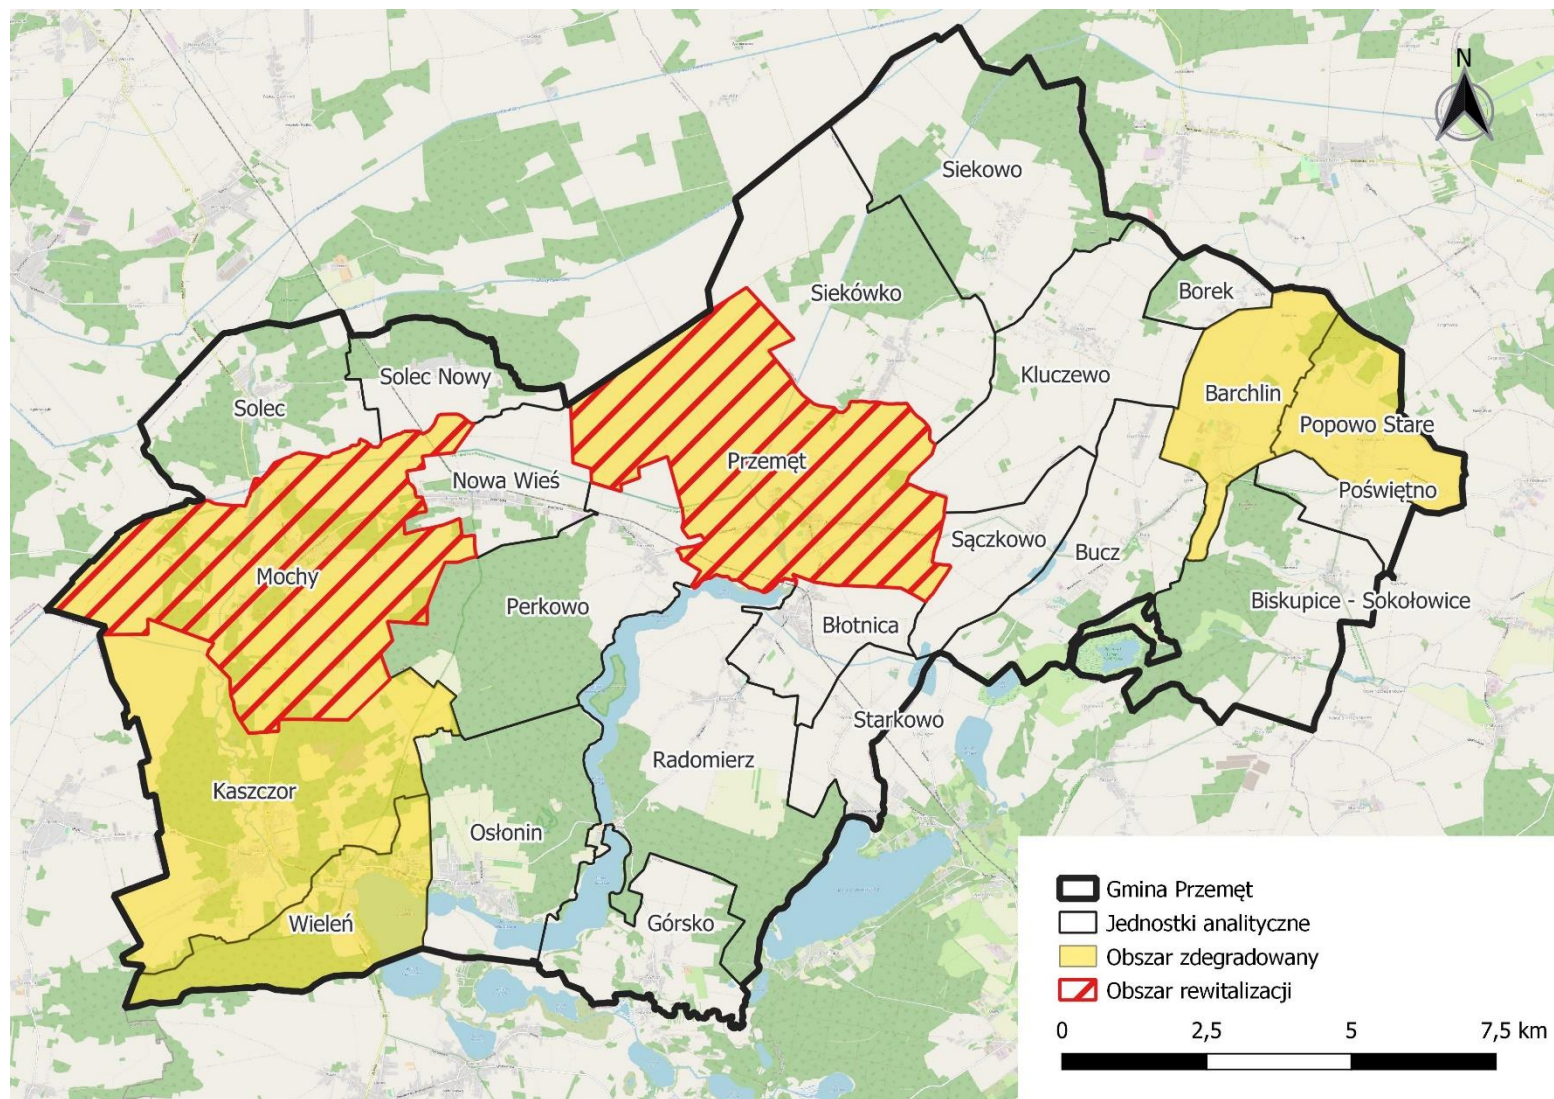 N
Siekowo
Siekówko
Borek
Solec Nowy
Kluczewo
Solec
Barchlin
Popowo Stare
Przemęt
Nowa Wieś
Poświętno
Sączkowo
Bucz
Mochy
Perkowo
Biskupice - Sokołowice
Błotnica
Starkowo
Radomierz
Kaszczor
Osłonin
Wieleń
Górsko
Gmina Przemęt
Jednostki analityczne
Obszar zdegradowany
Obszar rewitalizacji
0 2,5 5 7,5 km